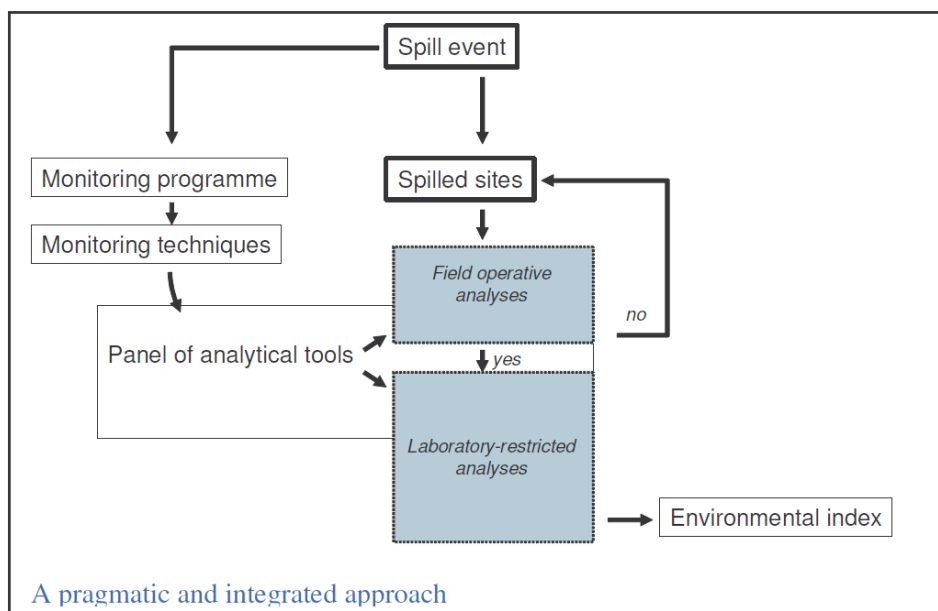 Spill event
Monitoring programme
Spilled sites
Monitoring techniques
Field operative
analyses
no
Panel of analytical tools
yes
Laboratory-restricted
analyses
Environmental index
A pragmatic and integrated approach